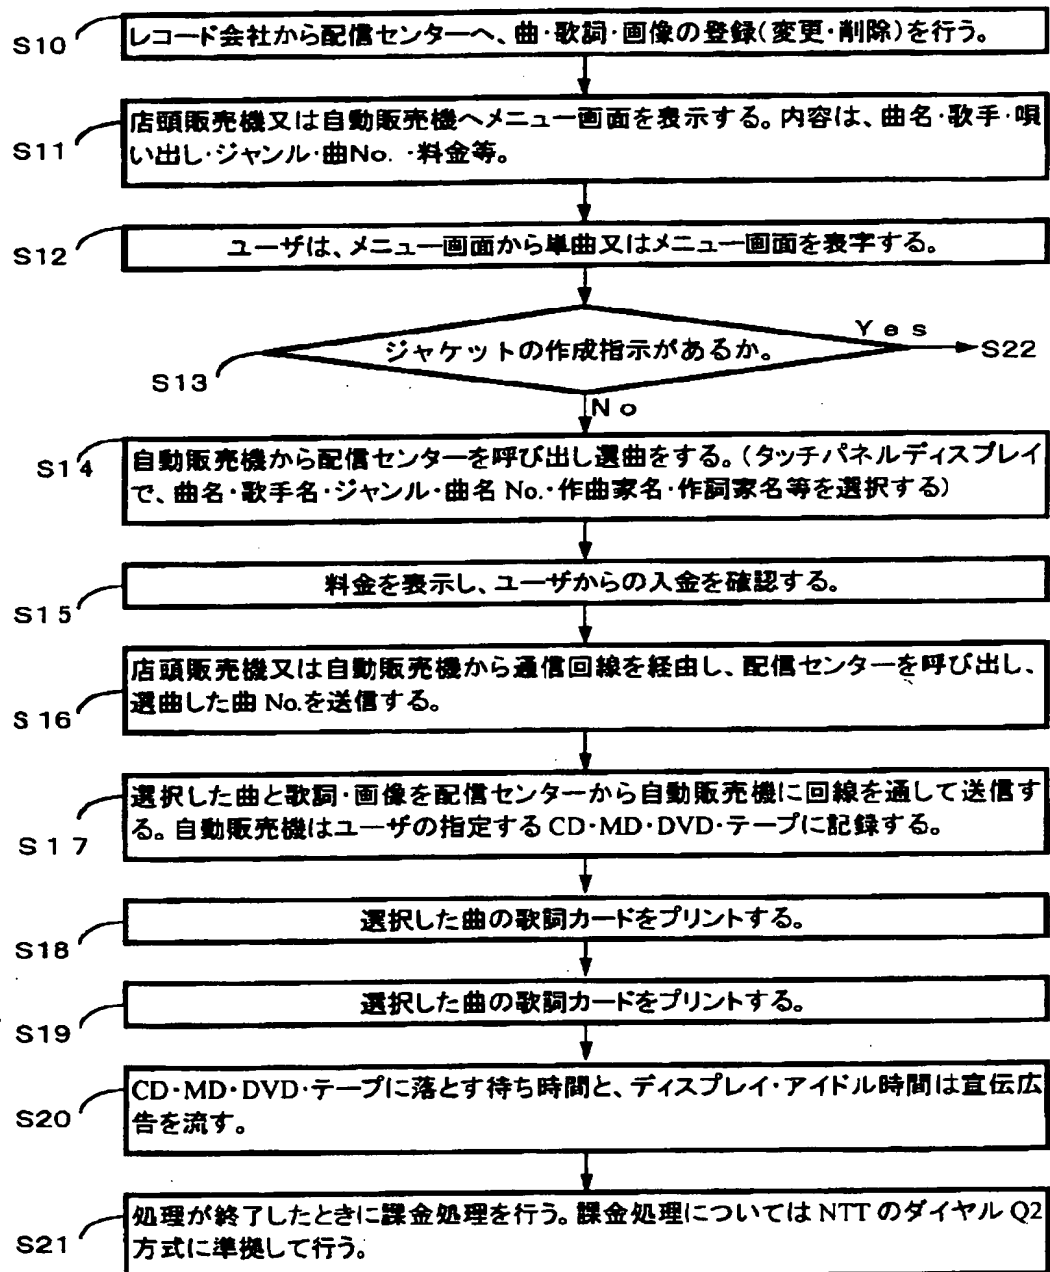 S10
レコード会社から配信センターへ、曲・歌詞・画像の登録(変更・削除)を行う。
S11
店頭販売機又は自動販売機へメニュー画面を表示する。内容は、曲名・歌手・唄
い出し・ジャンル・曲No.・料金等。
S12
ユーザは、メニュー画面から単曲又はメニュー画面を表字する。
S13
ジャケットの作成指示があるか。
Yes
S22
No
S14
自動販売機から配信センターを呼び出し選曲をする。(タッチパネルディスプレイ
で、曲名・歌手名・ジャンル・曲名 No.・作曲家名・作詞家名等を選択する)
S15
料金を表示し、ユーザからの入金を確認する。
S16
店頭販売機又は自動販売機から通信回線を経由し、配信センターを呼び出し、
選曲した曲 No.を送信する。
S17
選択した曲と歌詞・画像を配信センターから自動販売機に回線を通して送信す
る。自動販売機はユーザの指定する CD・MD・DVD・テープに記録する。
S18
選択した曲の歌詞カードをプリントする。
S19
選択した曲の歌詞カードをプリントする。
S20
CD・MD・DVD・テープに落とす待ち時間と、ディスプレイ・アイドル時間は宣伝広
告を流す。
S21
処理が終了したときに課金処理を行う。課金処理については NTT のダイヤル Q2
方式に準拠して行う。